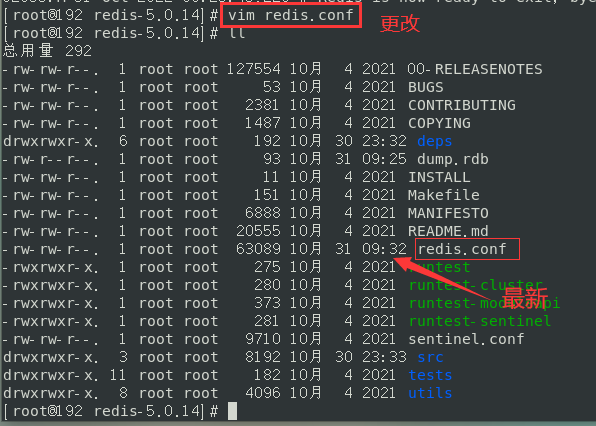 [root@192 redis-5.0.14]# vim redis.conf 更改
[root@192 redis-5.0.14]# ll
总用量 292
-rw-rw-r--. 1 root root 127554 10月 4 2021 00-RELEASENOTES
-rw-rw-r--. 1 root root 53 10月 4 2021 BUGS
-rw-rw-r--. 1 root root 2381 10月 4 2021 CONTRIBUTING
-rw-rw-r--. 1 root root 1487 10月 4 2021 COPYING
drwxrwxr-x. 6 root root 192 10月 30 23:32 deps
-rw-r--r--. 1 root root 93 10月 31 09:25 dump.rdb
-rw-rw-r--. 1 root root 11 10月 4 2021 INSTALL
-rw-rw-r--. 1 root root 151 10月 4 2021 Makefile
-rw-rw-r--. 1 root root 6888 10月 4 2021 MANIFESTO
-rw-rw-r--. 1 root root 20555 10月 4 2021 README.md
-rw-rw-r--. 1 root root 63089 10月 31 09:32 redis.conf
-rwxrwxr-x. 1 root root 275 10月 4 2021 runtest
-rwxrwxr-x. 1 root root 280 10月 4 2021 runtest-cluster
最新
-rwxrwxr-x. 1 root root 373 10月 4 2021 runtest-moduleapi
-rwxrwxr-x. 1 root root 281 10月 4 2021 runtest-sentinel
-rw-rw-r--. 1 root root 9710 10月 4 2021 sentinel.conf
drwxrwxr-x. 3 root root 8192 10月 30 23:33 src
drwxrwxr-x. 11 root root 182 10月 4 2021 tests
drwxrwxr-x. 8 root root 4096 10月 4 2021 utils
[root@192 redis-5.0.14]#